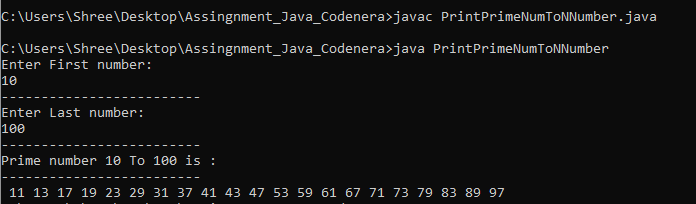 C:\Users\Shree\Desktop\Assingnment_Java_Codenera>javac PrintPrimeNumToNNumber.java
C:\Users\Shree\Desktop\Assingnment_Java_Codenera>java PrintPrimeNumToNNumber
Enter First number:
10
-------------------------
Enter Last number:
100
-------------------------
Prime number 10 To 100 is :
-------------------------
11 13 17 19 23 29 31 37 41 43 47 53 59 61 67 71 73 79 83 89 97